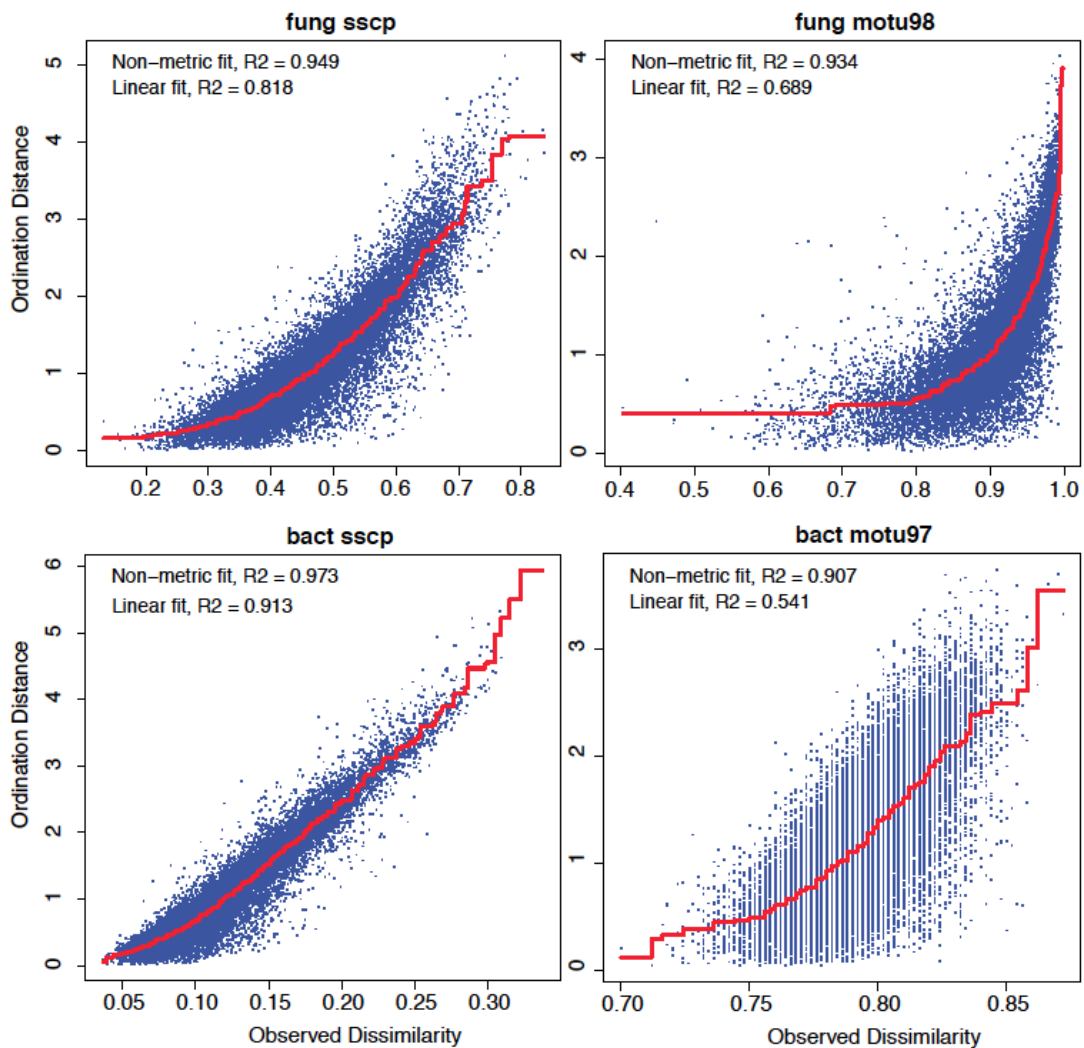 fung sscp
Non-metric fit, R2 = 0.949
Linear fit, R2 = 0.818
Ordination Distance
5
4
3
2
1
0
0.2 0.3 0.4 0.5 0.6 0.7 0.8
fung motu98
Non-metric fit, R2 = 0.934
Linear fit, R2 = 0.689
4
3
2
1
0
0.4 0.5 0.6 0.7 0.8 0.9 1.0
bact sscp
Non-metric fit, R2 = 0.973
Linear fit, R2 = 0.913
Ordination Distance
6
5
4
3
2
1
0
0.05 0.10 0.15 0.20 0.25 0.30
Observed Dissimilarity
bact motu97
Non-metric fit, R2 = 0.907
Linear fit, R2 = 0.541
3
2
1
0
0.70 0.75 0.80 0.85
Observed Dissimilarity